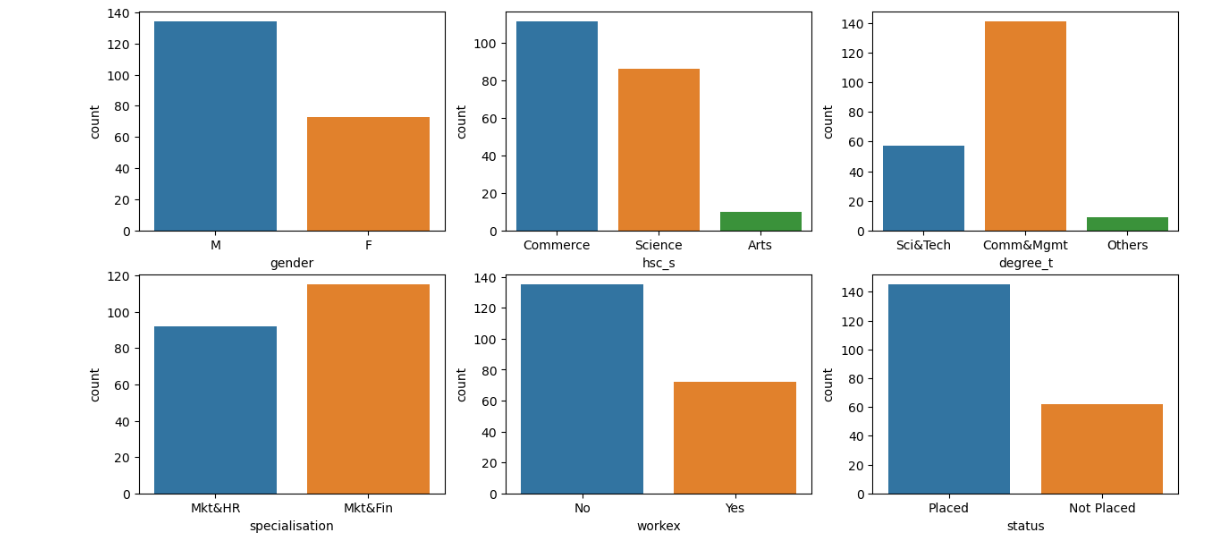 140
120
100
80
60
40
20
0
count
M F
gender
100
80
60
40
20
0
count
Commerce Science Arts
hsc_s
140
120
100
80
60
40
20
0
count
Sci&Tech Comm&Mgmt Others
degree_t
120
100
80
60
40
20
0
count
Mkt&HR Mkt&Fin
specialisation
140
120
100
80
60
40
20
0
count
No Yes
workex
140
120
100
80
60
40
20
0
count
Placed Not Placed
status